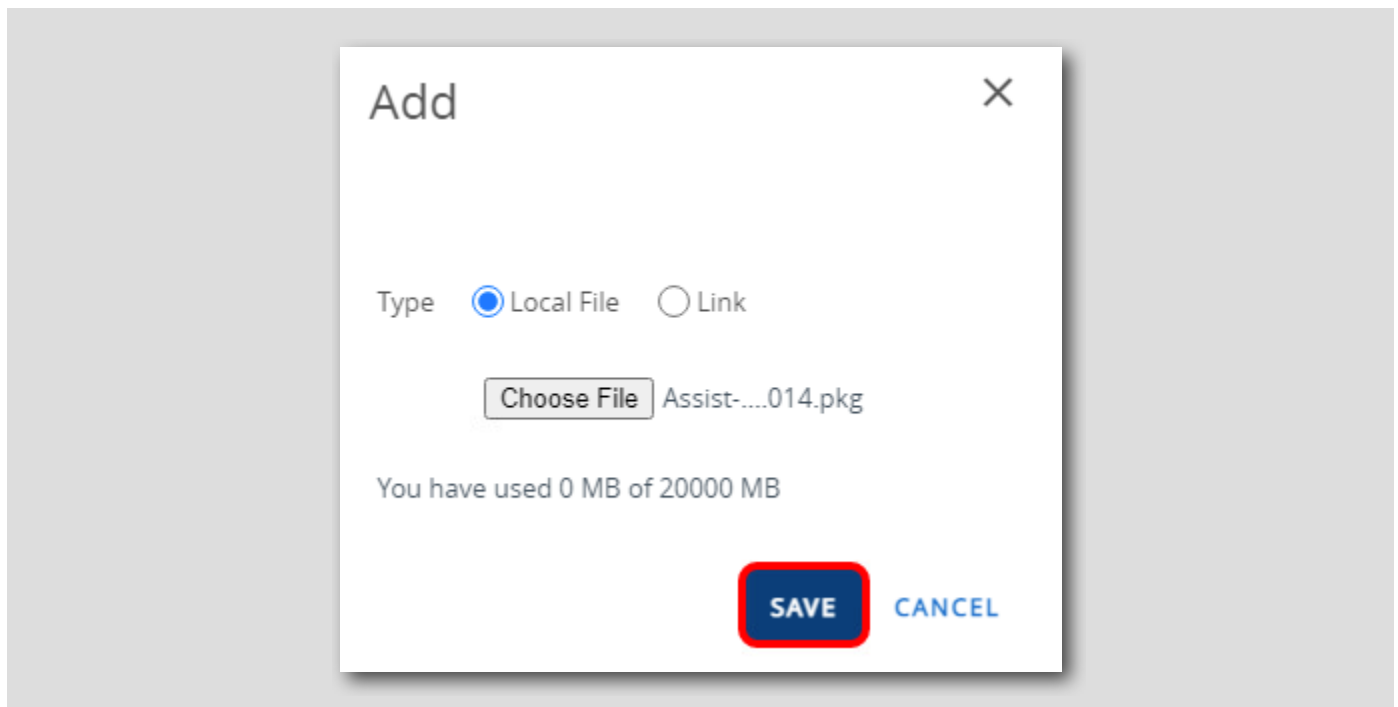 Add
Type Local File Link
Choose File Assist-....014.pkg
You have used 0 MB of 20000 MB
SAVE CANCEL